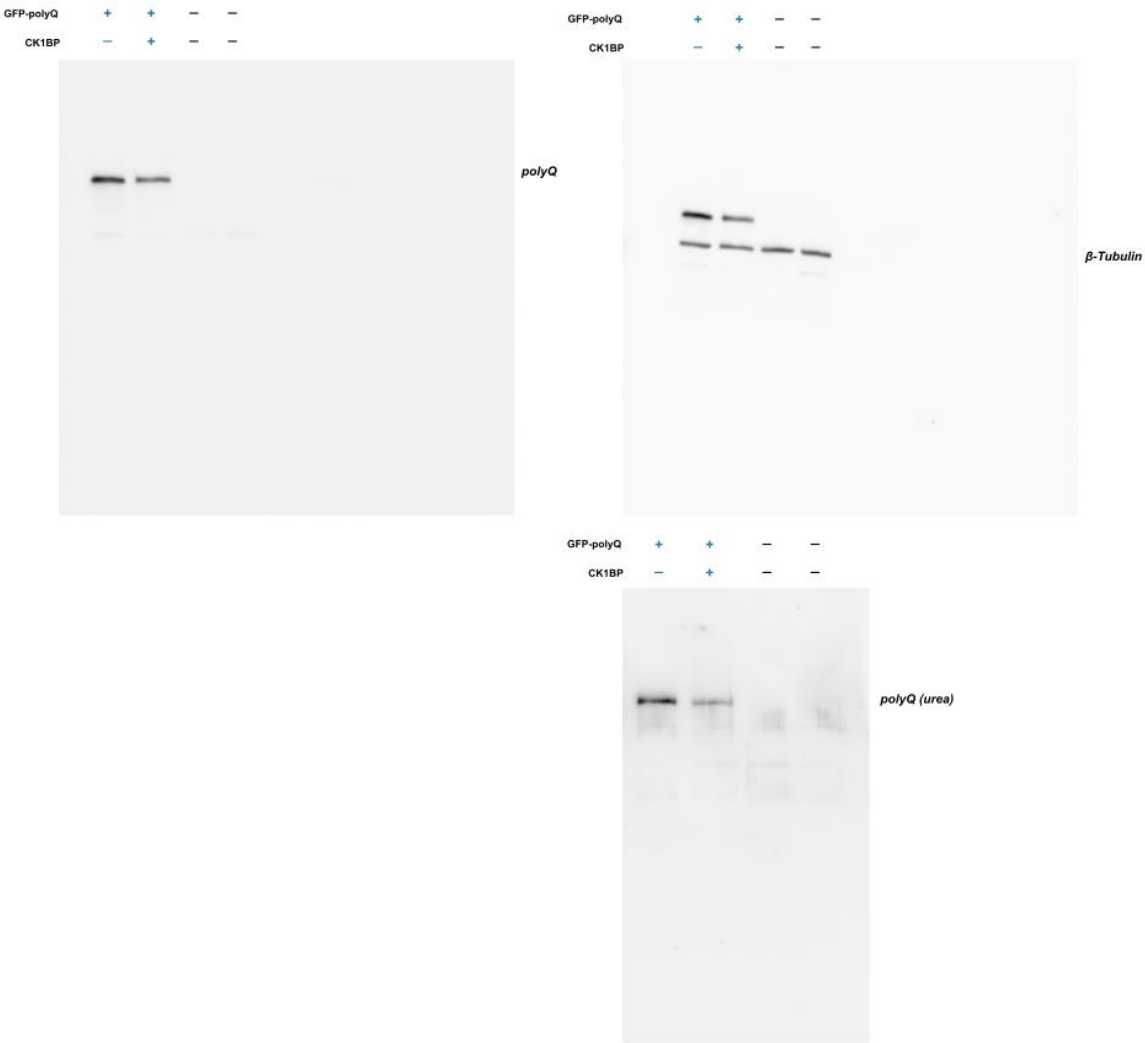 GFP-polyQ + + – –
CK1BP – + – –
polyQ
GFP-polyQ + + – –
CK1BP – + – –
β-Tubulin
GFP-polyQ + + – –
CK1BP – + – –
polyQ (urea)